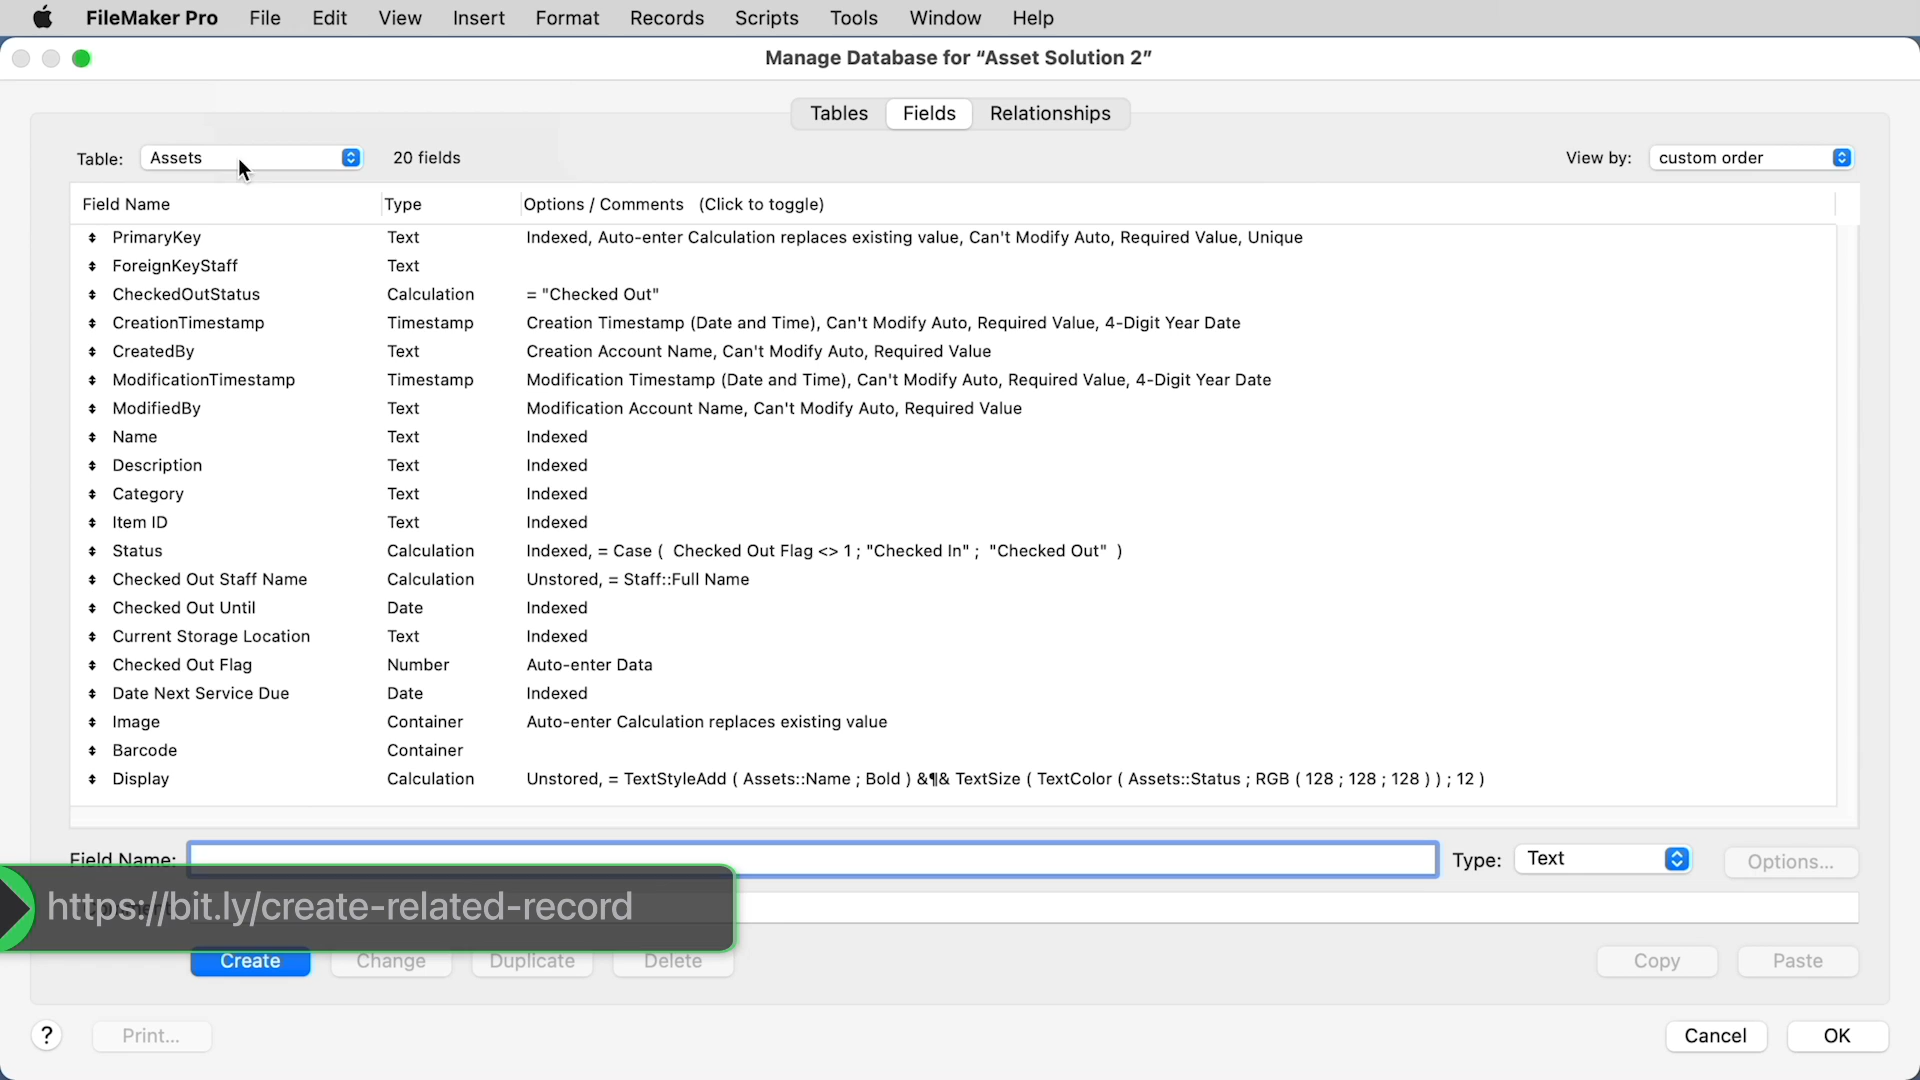 FileMaker Pro File Edit View Insert Format Records Scripts Tools Window Help
Manage Database for “Asset Solution 2”
Tables Fields Relationships
Table: Assets 20 fields View by: custom order
Field Name Type Options / Comments (Click to toggle)
PrimaryKey Text Indexed, Auto-enter Calculation replaces existing value, Can't Modify Auto, Required Value, Unique
ForeignKeyStaff Text
CheckedOutStatus Calculation = "Checked Out"
CreationTimestamp Timestamp Creation Timestamp (Date and Time), Can't Modify Auto, Required Value, 4-Digit Year Date
CreatedBy Text Creation Account Name, Can't Modify Auto, Required Value
ModificationTimestamp Timestamp Modification Timestamp (Date and Time), Can't Modify Auto, Required Value, 4-Digit Year Date
ModifiedBy Text Modification Account Name, Can't Modify Auto, Required Value
Name Text Indexed
Description Text Indexed
Category Text Indexed
Item ID Text Indexed
Status Calculation Indexed, = Case ( Checked Out Flag <> 1 ; "Checked In" ; "Checked Out" )
Checked Out Staff Name Calculation Unstored, = Staff::Full Name
Checked Out Until Date Indexed
Current Storage Location Text Indexed
Checked Out Flag Number Auto-enter Data
Date Next Service Due Date Indexed
Image Container Auto-enter Calculation replaces existing value
Barcode Container
Display Calculation Unstored, = TextStyleAdd ( Assets::Name ; Bold ) &¶& TextSize ( TextColor ( Assets::Status ; RGB ( 128 ; 128 ; 128 ) ) ; 12 )
Field Name: Type: Text Options...
https://bit.ly/create-related-record
Create Change Duplicate Delete Copy Paste
? Print... Cancel OK